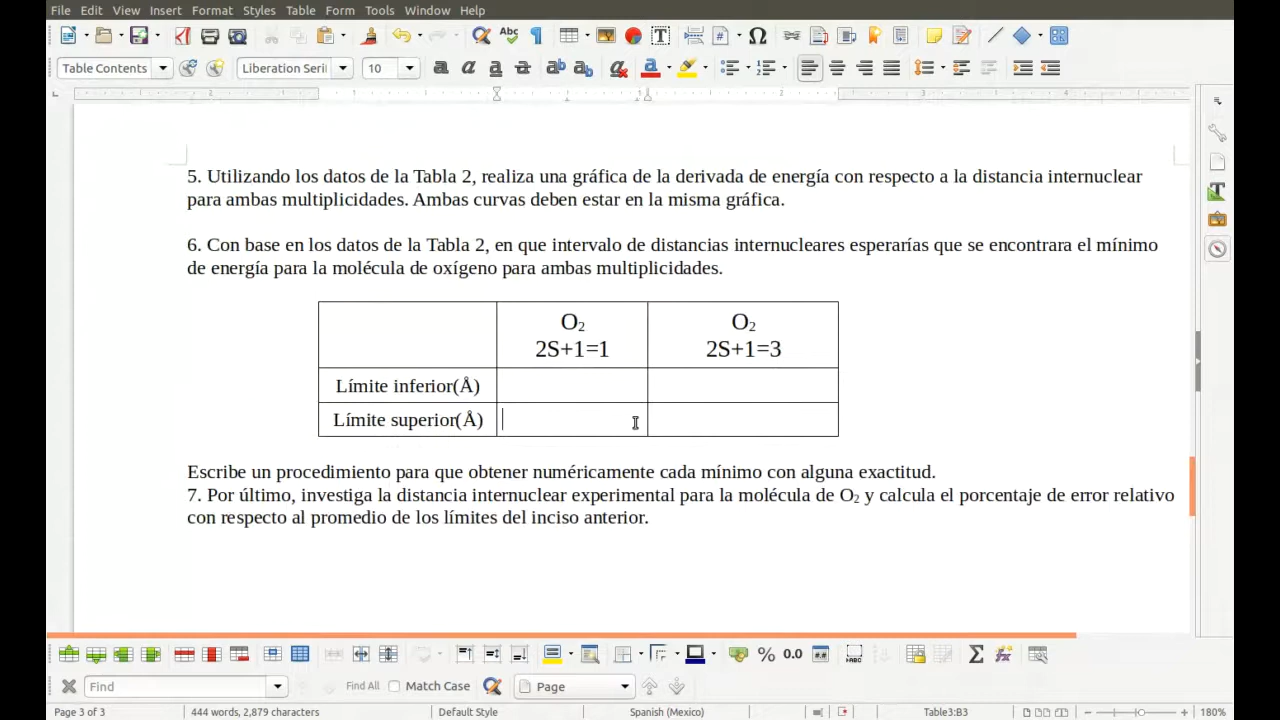 File Edit View Insert Format Styles Table Form Tools Window Help
Table Contents Liberation Seri 10
5. Utilizando los datos de la Tabla 2, realiza una gráfica de la derivada de energía con respecto a la distancia internuclear
para ambas multiplicidades. Ambas curvas deben estar en la misma gráfica.
6. Con base en los datos de la Tabla 2, en que intervalo de distancias internucleares esperarías que se encontrara el mínimo
de energía para la molécula de oxígeno para ambas multiplicidades.
O₂ O₂
2S+1=1 2S+1=3
Límite inferior(Å)
Límite superior(Å)
Escribe un procedimiento para que obtener numéricamente cada mínimo con alguna exactitud.
7. Por último, investiga la distancia internuclear experimental para la molécula de O₂ y calcula el porcentaje de error relativo
con respecto al promedio de los límites del inciso anterior.
Find Find All Match Case Page
Page 3 of 3 444 words, 2,879 characters Default Style Spanish (Mexico) Table3:B3 180%